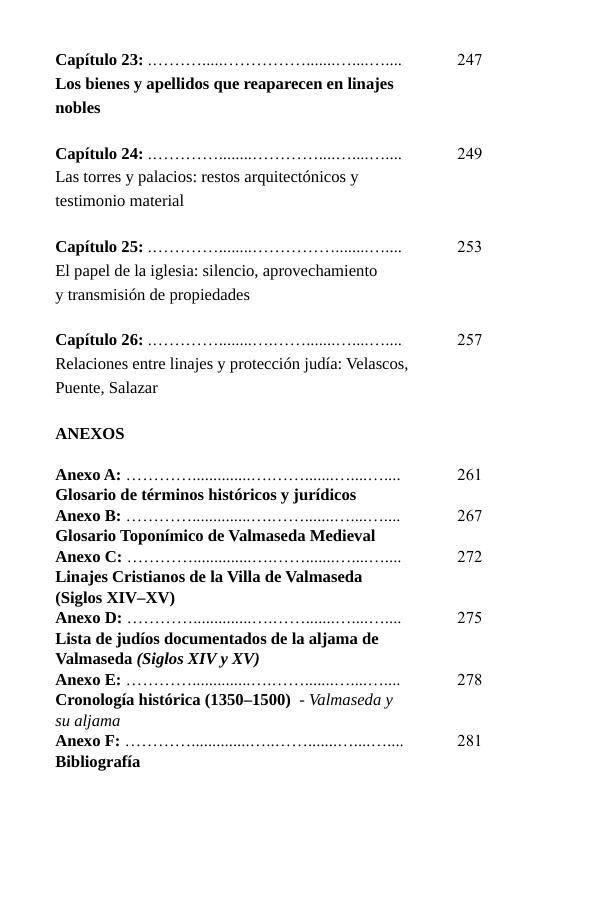 Capítulo 23: .………......……………......…...….... 247
Los bienes y apellidos que reaparecen en linajes
nobles
Capítulo 24: .…………........…………....…...….... 249
Las torres y palacios: restos arquitectónicos y
testimonio material
Capítulo 25: .…………........……………........….... 253
El papel de la iglesia: silencio, aprovechamiento
y transmisión de propiedades
Capítulo 26: .…………........….……......…...….... 257
Relaciones entre linajes y protección judía: Velascos,
Puente, Salazar
ANEXOS
Anexo A: …………..............…..…….......…...….... 261
Glosario de términos históricos y jurídicos
Anexo B: …………..............…..…….......…...….... 267
Glosario Toponímico de Valmaseda Medieval
Anexo C: …………..............…..…….......…...….... 272
Linajes Cristianos de la Villa de Valmaseda
(Siglos XIV–XV)
Anexo D: …………..............…..…….......…...….... 275
Lista de judíos documentados de la aljama de
Valmaseda (Siglos XIV y XV)
Anexo E: …………..............…..…….......…...….... 278
Cronología histórica (1350–1500) - Valmaseda y
su aljama
Anexo F: …………..............…..…….......…...….... 281
Bibliografía